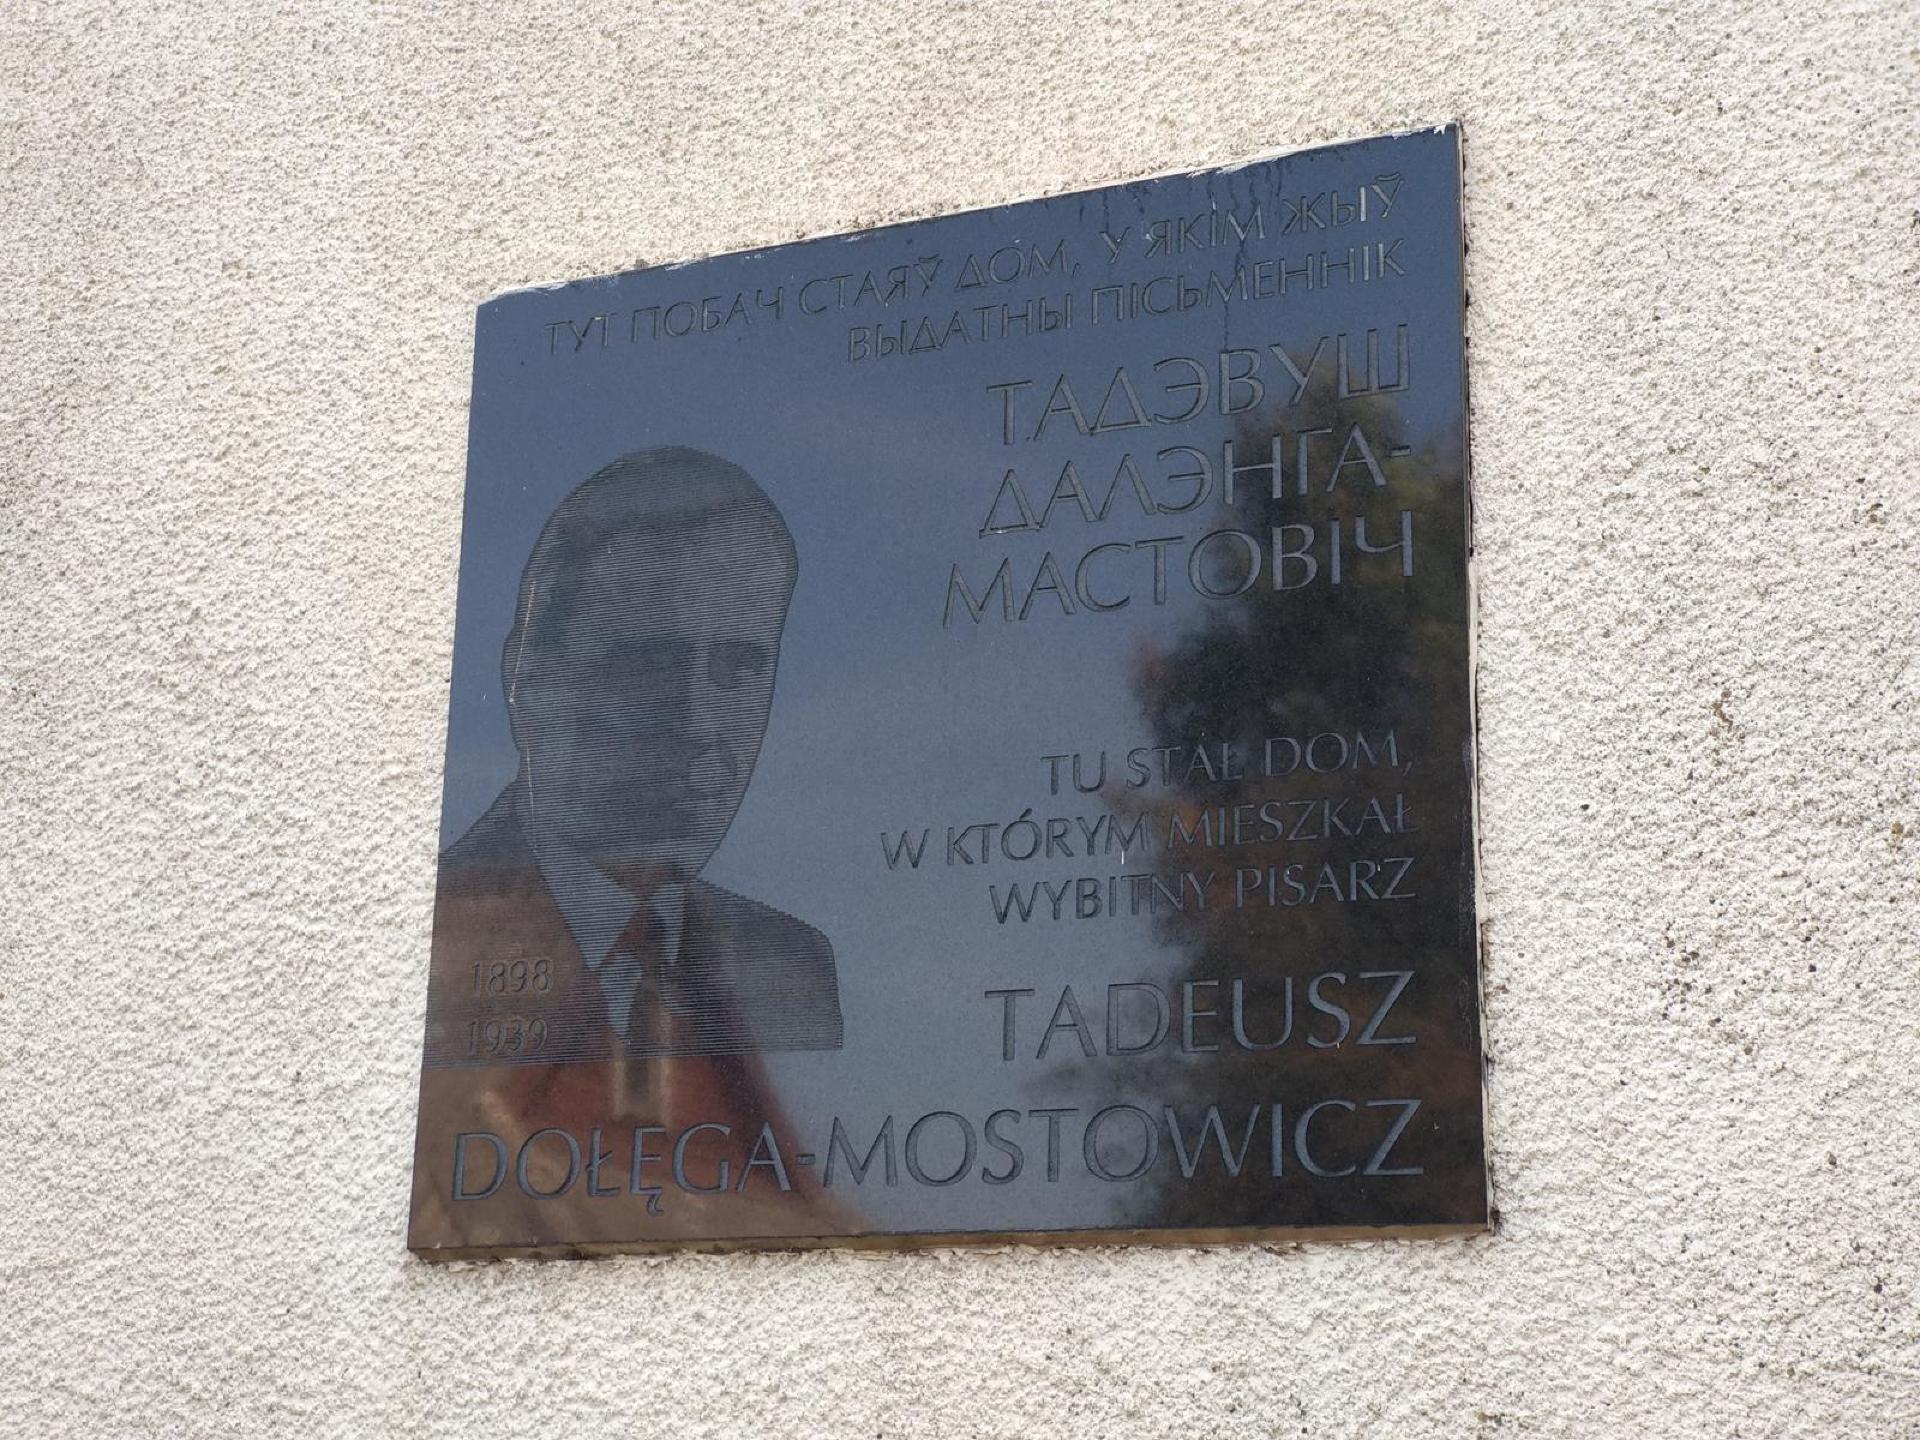 ТУТ ПОБАЧ СТАЯЎ ДОМ, У ЯКІМ ЖЫЎ
ВЫДАТНЫ ПІСЬМЕННІК
ТАДЭВУШ
ДАЛЭНГА-
МАСТОВІЧ
TU STAŁ DOM,
W KTÓRYM MIESZKAŁ
WYBITNY PISARZ
TADEUSZ
DOŁĘGA-MOSTOWICZ
1898
1939